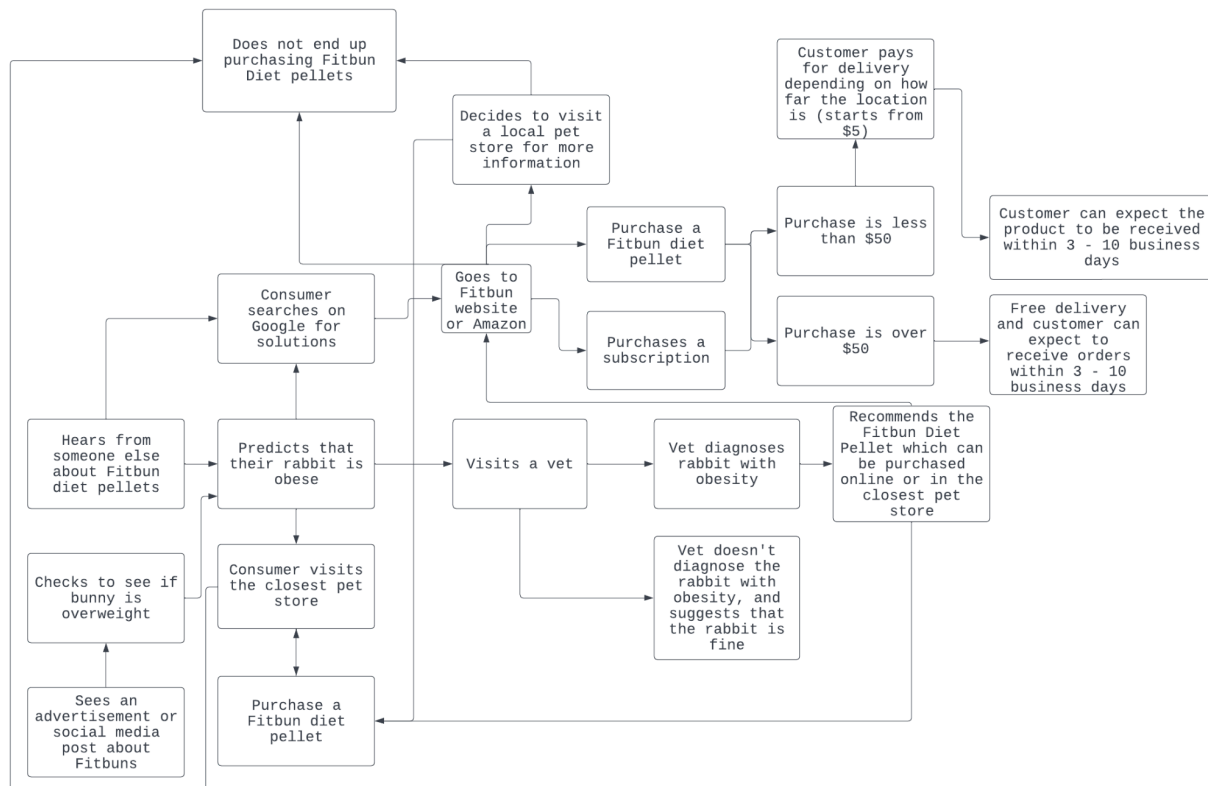 Does not end up
purchasing Fitbun
Diet pellets
Customer pays
for delivery
depending on how
far the location
is (starts from
$5)
Decides to visit
a local pet
store for more
information
Purchase a
Fitbun diet
pellet
Purchase is less
than $50
Customer can expect the
product to be received
within 3 - 10 business
days
Consumer
searches on
Google for
solutions
Goes to
Fitbun
website
or Amazon
Purchases a
subscription
Purchase is over
$50
Free delivery
and customer can
expect to
receive orders
within 3 - 10
business days
Hears from
someone else
about Fitbun
diet pellets
Predicts that
their rabbit is
obese
Visits a vet
Vet diagnoses
rabbit with
obesity
Recommends the
Fitbun Diet
Pellet which can
be purchased
online or in the
closest pet
store
Checks to see if
bunny is
overweight
Consumer visits
the closest pet
store
Vet doesn't
diagnose the
rabbit with
obesity, and
suggests that
the rabbit is
fine
Sees an
advertisement or
social media
post about
Fitbuns
Purchase a
Fitbun diet
pellet